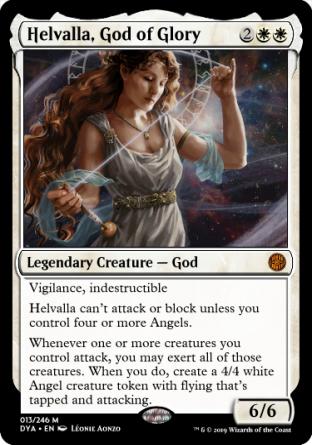 Helvalla, God of Glory 2
Legendary Creature — God
Vigilance, indestructible
Helvalla can't attack or block unless you
control four or more Angels.
Whenever one or more creatures you
control attack, you may exert all of those
creatures. When you do, create a 4/4 white
Angel creature token with flying that's
tapped and attacking.
6/6
013/246 M
DYA • EN Léonie Aonzo
™ & © 2019 Wizards of the Coast